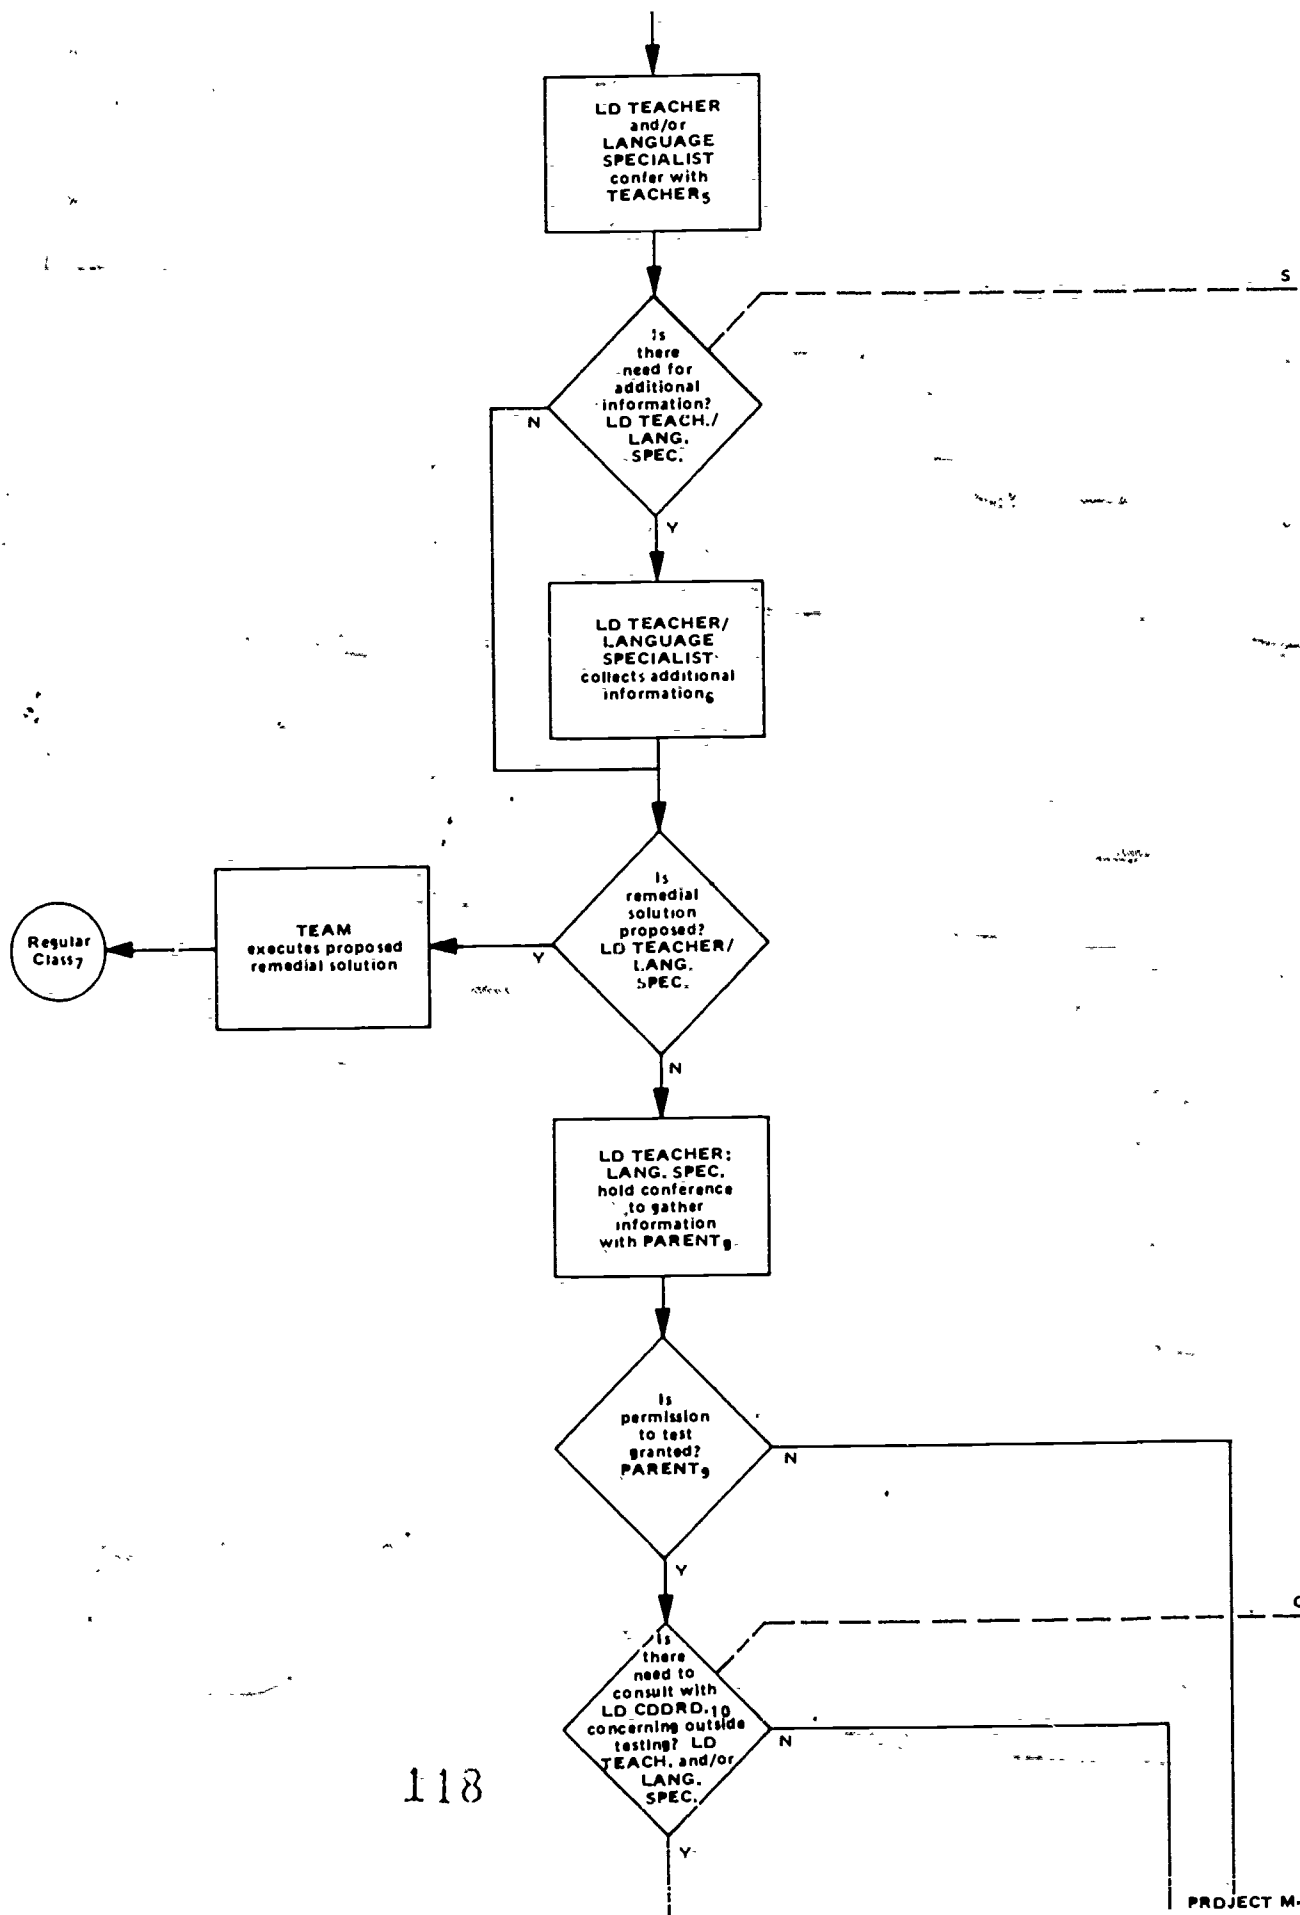 LD TEACHER
and/or
LANGUAGE
SPECIALIST
confer with
TEACHER5
S
Is
there
need for
additional
information?
LD TEACH./
LANG.
SPEC.
N
Y
LD TEACHER/
LANGUAGE
SPECIALIST
collects additional
information6
Is
remedial
solution
proposed?
LD TEACHER/
LANG.
SPEC.
Y
N
TEAM
executes proposed
remedial solution
Regular
Class7
LD TEACHER;
LANG. SPEC.
hold conference
to gather
information
with PARENT9
Is
permission
to test
granted?
PARENT9
N
Y
Is
there
need to
consult with
LD CDDRD.10
concerning outside
testing? LD
TEACH. and/or
LANG.
SPEC.
N
Y
118
PRDJECT M